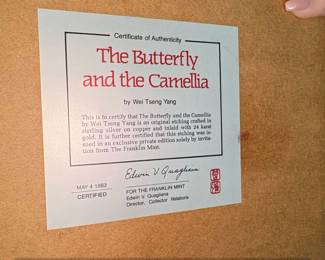 Certificate of Authenticity
The Butterfly
and the Camellia
by Wei Tseng Yang
This is to certify that The Butterfly and the Camellia
by Wei Tseng Yang is an original etching crafted in
sterling silver on copper and inlaid with 24 karat
gold. It is further certified that this etching was is-
sued in an exclusive private edition solely by invita-
tion from The Franklin Mint.
Edwin V. Quagliana
MAY 4 1982
CERTIFIED
FOR THE FRANKLIN MINT
Edwin V. Quagliana
Director, Collector Relations